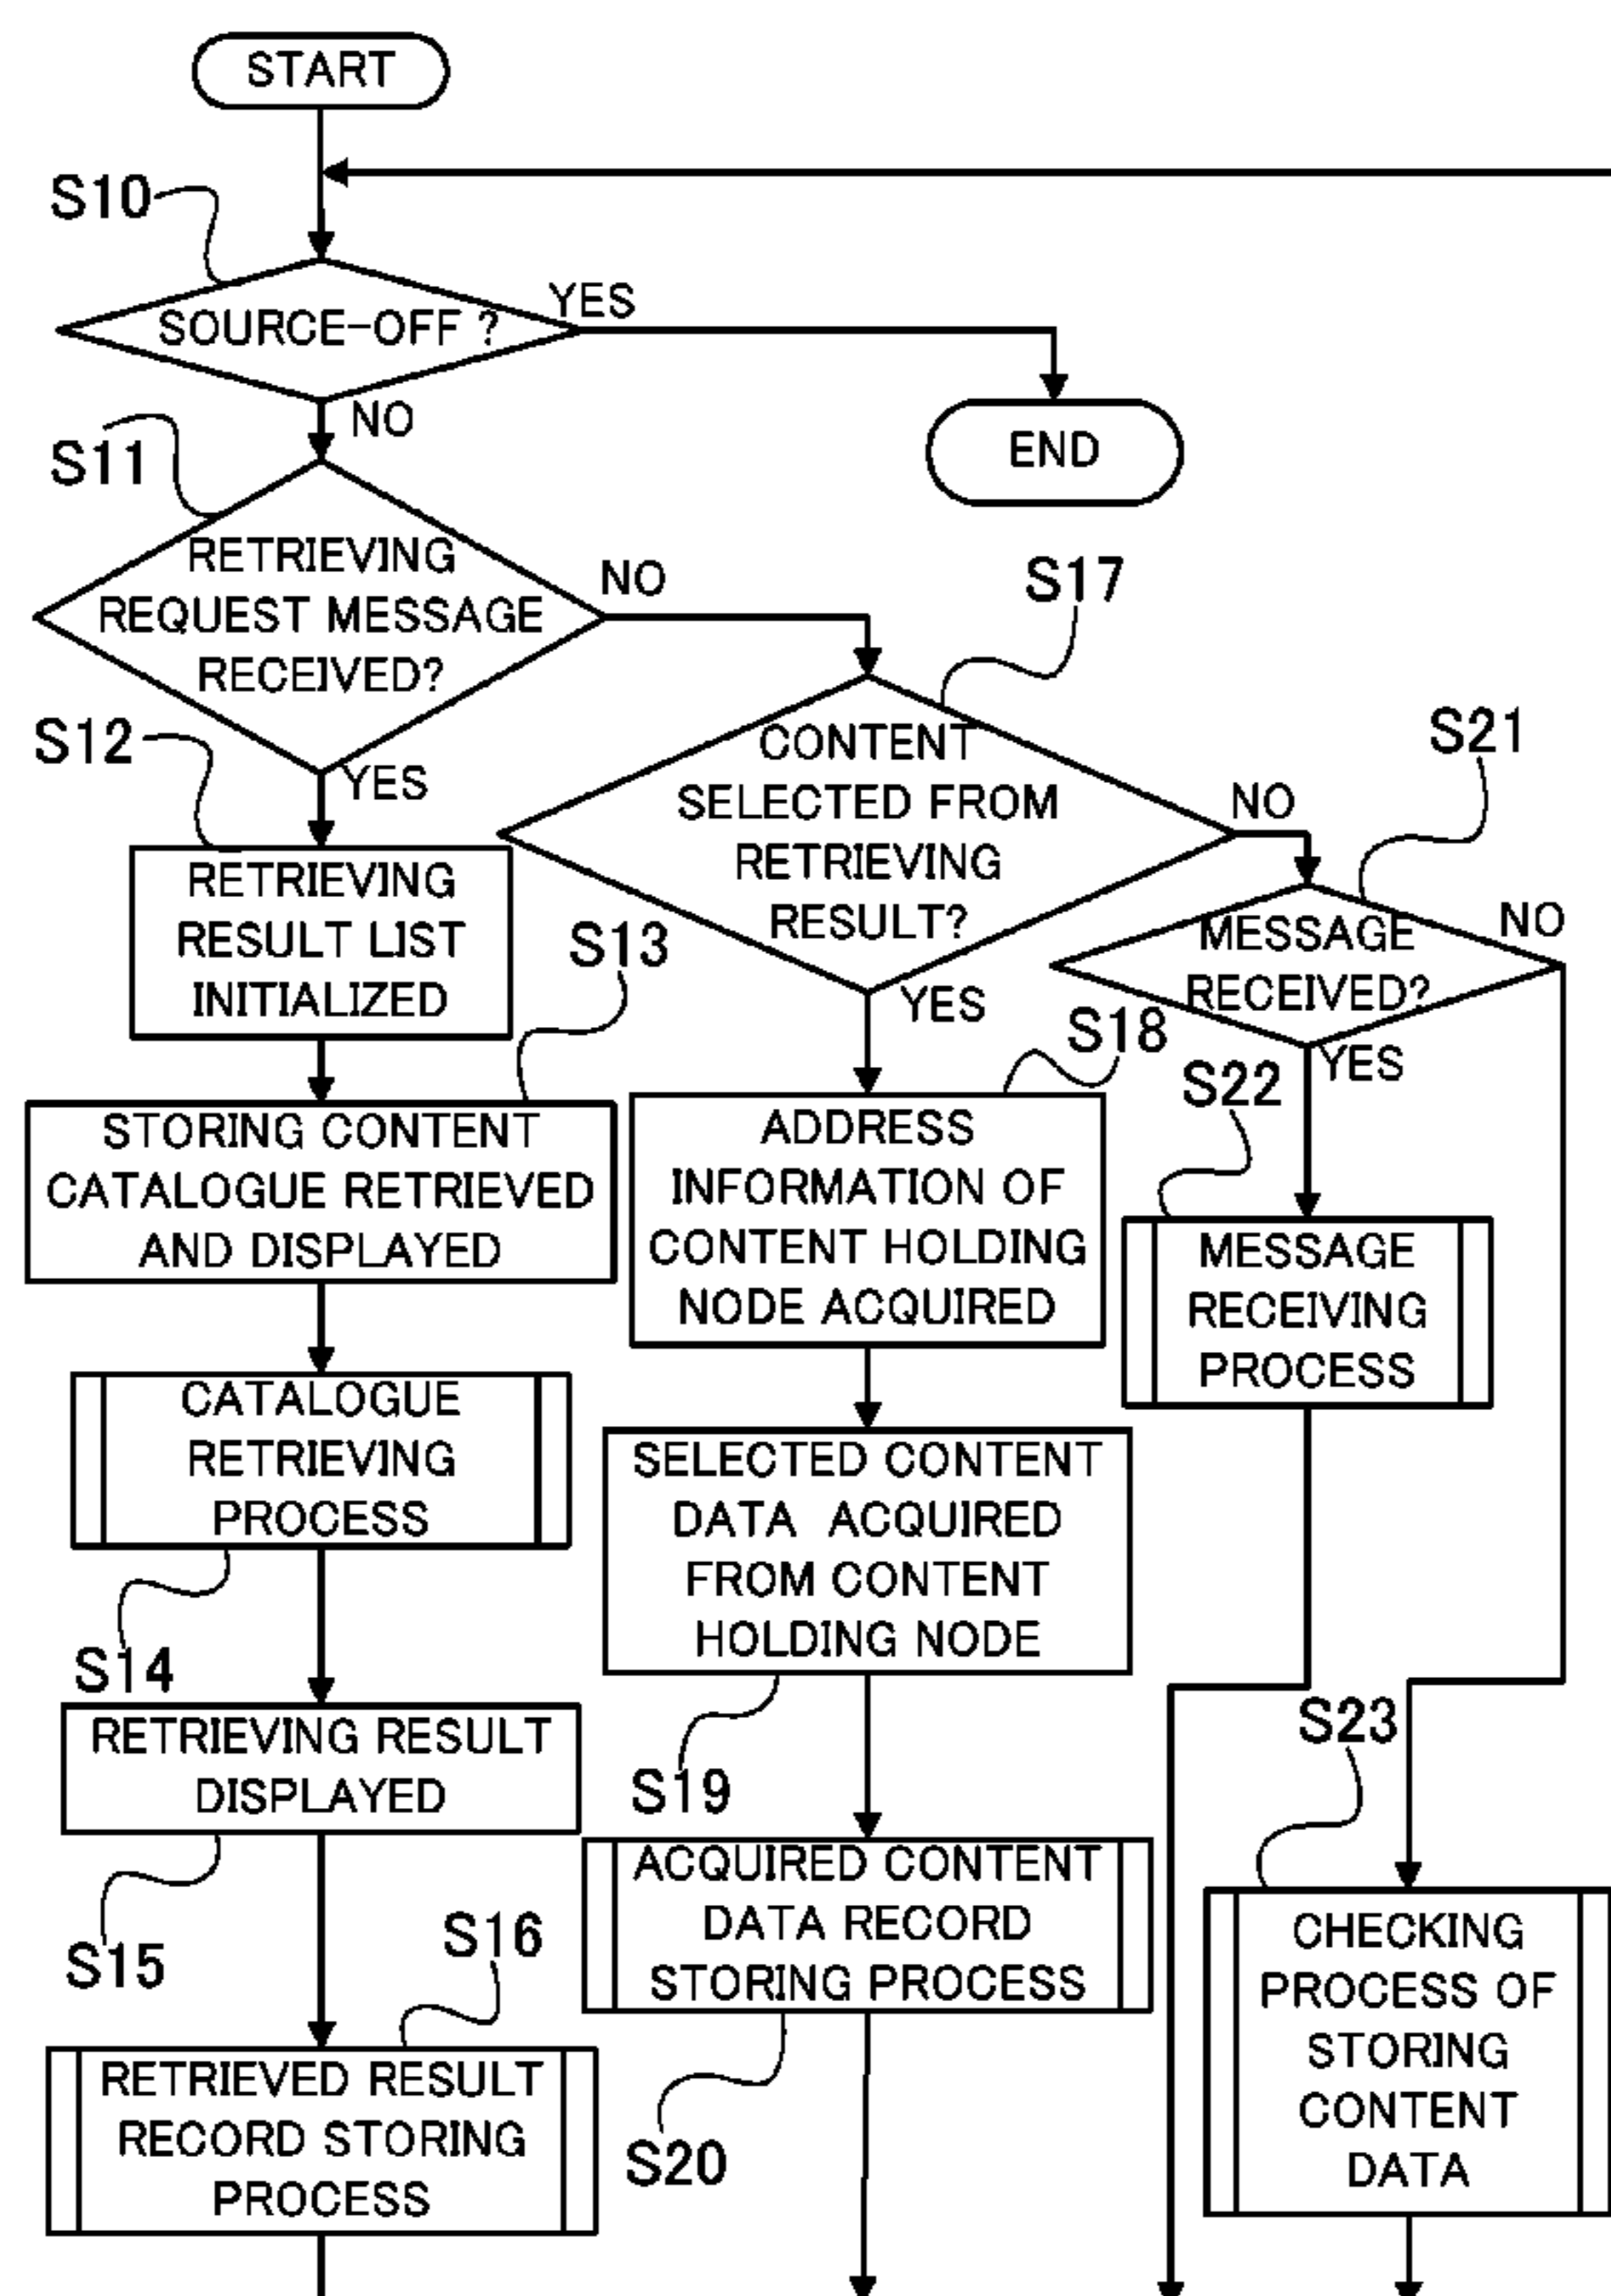 START
S10
SOURCE-OFF ?
YES
NO
END
S11
RETRIEVING
REQUEST MESSAGE
RECEIVED?
NO
YES
S12
RETRIEVING
RESULT LIST
INITIALIZED
S13
STORING CONTENT
CATALOGUE RETRIEVED
AND DISPLAYED
CATALOGUE
RETRIEVING
PROCESS
S14
RETRIEVING RESULT
DISPLAYED
S15
S16
RETRIEVED RESULT
RECORD STORING
PROCESS
S17
CONTENT
SELECTED FROM
RETRIEVING
RESULT?
NO
YES
S18
ADDRESS
INFORMATION OF
CONTENT HOLDING
NODE ACQUIRED
SELECTED CONTENT
DATA ACQUIRED
FROM CONTENT
HOLDING NODE
S19
ACQUIRED CONTENT
DATA RECORD
STORING PROCESS
S20
S21
MESSAGE
RECEIVED?
NO
YES
S22
MESSAGE
RECEIVING
PROCESS
S23
CHECKING
PROCESS OF
STORING
CONTENT
DATA